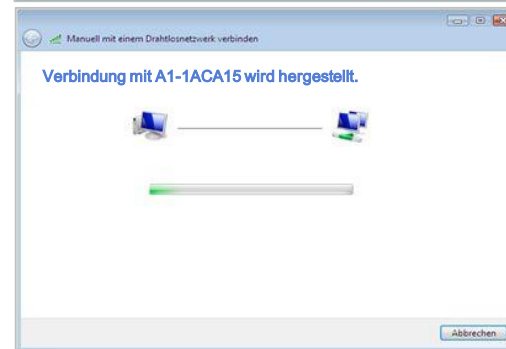 Manuell mit einem Drahtlosnetzwerk verbinden
Verbindung mit A1-1ACA15 wird hergestellt.
Abbrechen